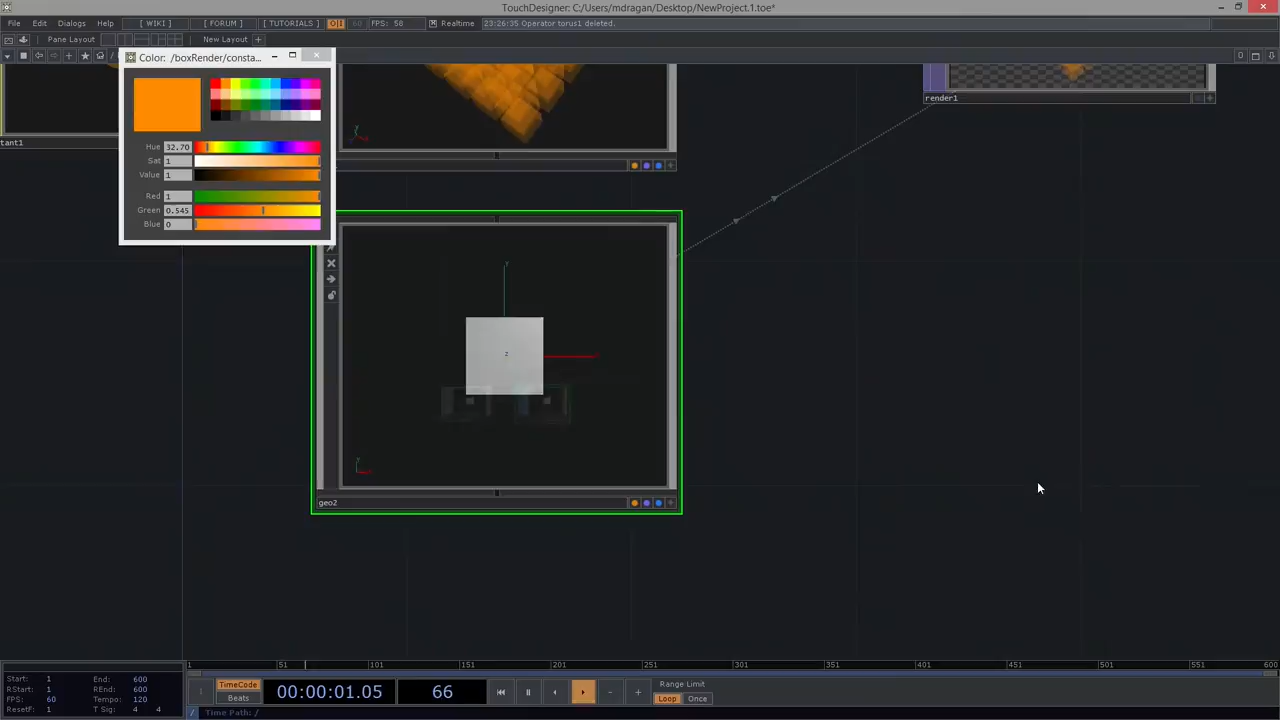 TouchDesigner: C:/Users/mdragan/Desktop/NewProject.1.toe*
File Edit Dialogs Help [ WIKI ] [ FORUM ] [ TUTORIALS ] O|I 60 FPS: 58 Realtime 23:26:35 Operator torus1 deleted.
Pane Layout New Layout +
Color: /boxRender/consta...
Hue 32.70
Sat 1
Value 1
Red 1
Green 0.545
Blue 0
tant1
render1
y
z
y
geo2
1 51 101 151 201 251 301 351 401 451 501 551 600
Start: 1 End: 600
RStart: 1 REnd: 600
FPS: 60 Tempo: 120
ResetF: 1 T Sig: 4 4
TimeCode
Beats
00:00:01.05
66
Range Limit
Loop Once
/ Time Path: /